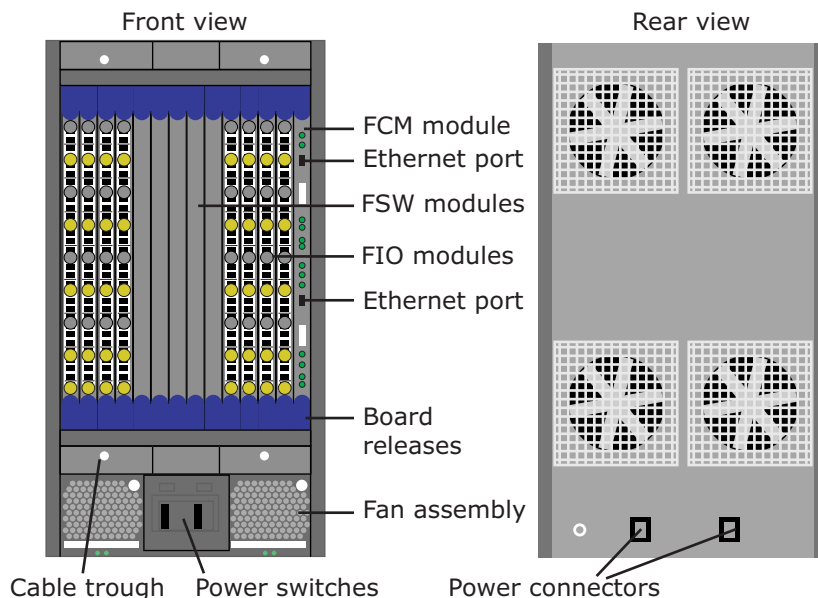 Front view
Rear view
FCM module
Ethernet port
FSW modules
FIO modules
Ethernet port
Board
releases
Fan assembly
Cable trough
Power switches
Power connectors